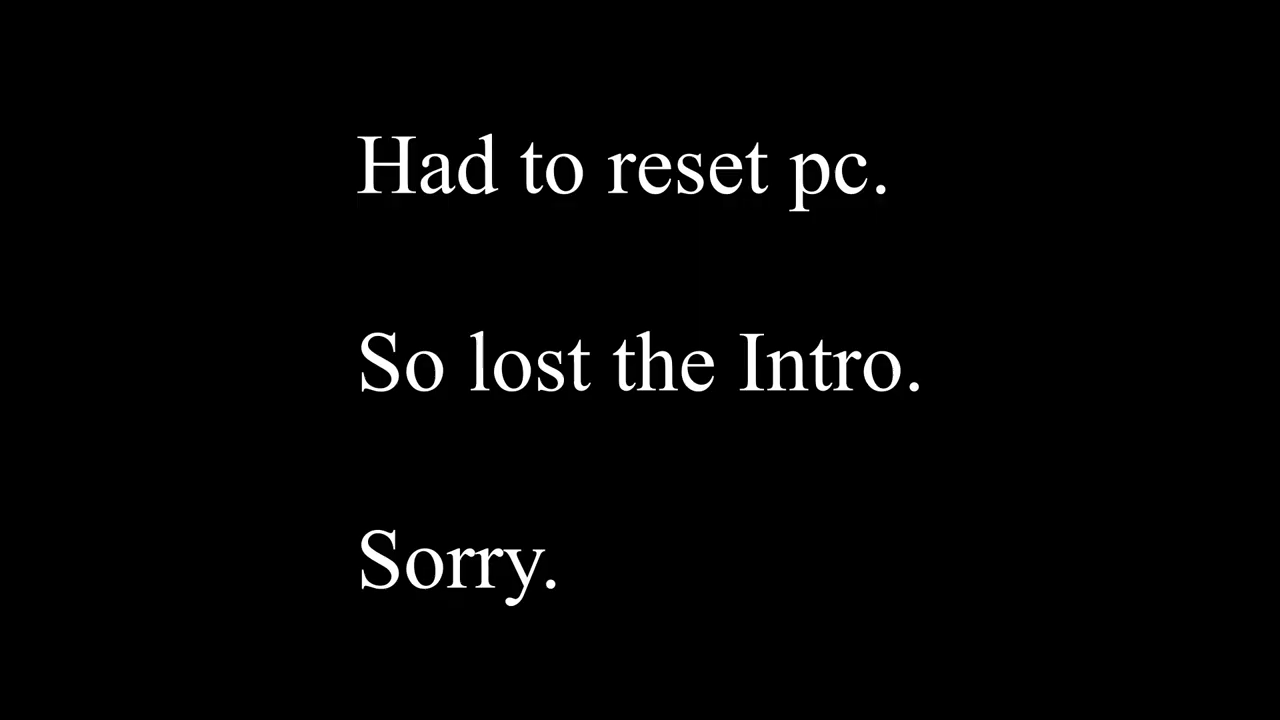 Had to reset pc.
So lost the Intro.
Sorry.